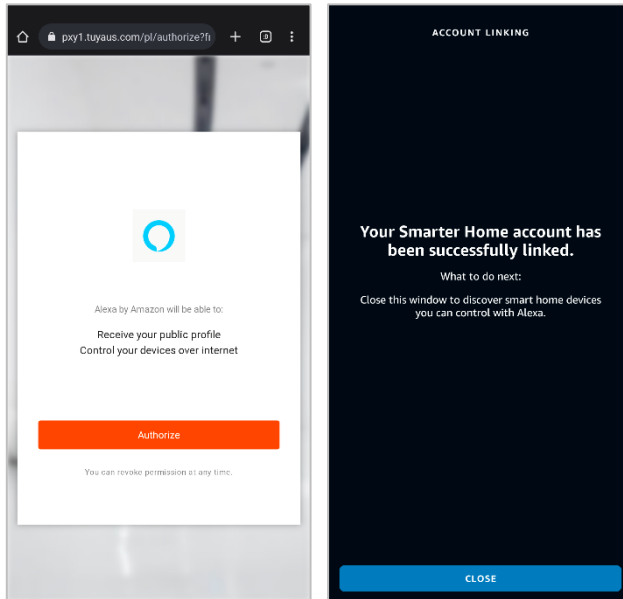 pxy1.tuyaus.com/pl/authorize?fi
:D
Alexa by Amazon will be able to:
Receive your public profile
Control your devices over internet
Authorize
You can revoke permission at any time.
ACCOUNT LINKING
Your Smarter Home account has
been successfully linked.
What to do next:
Close this window to discover smart home devices
you can control with Alexa.
CLOSE